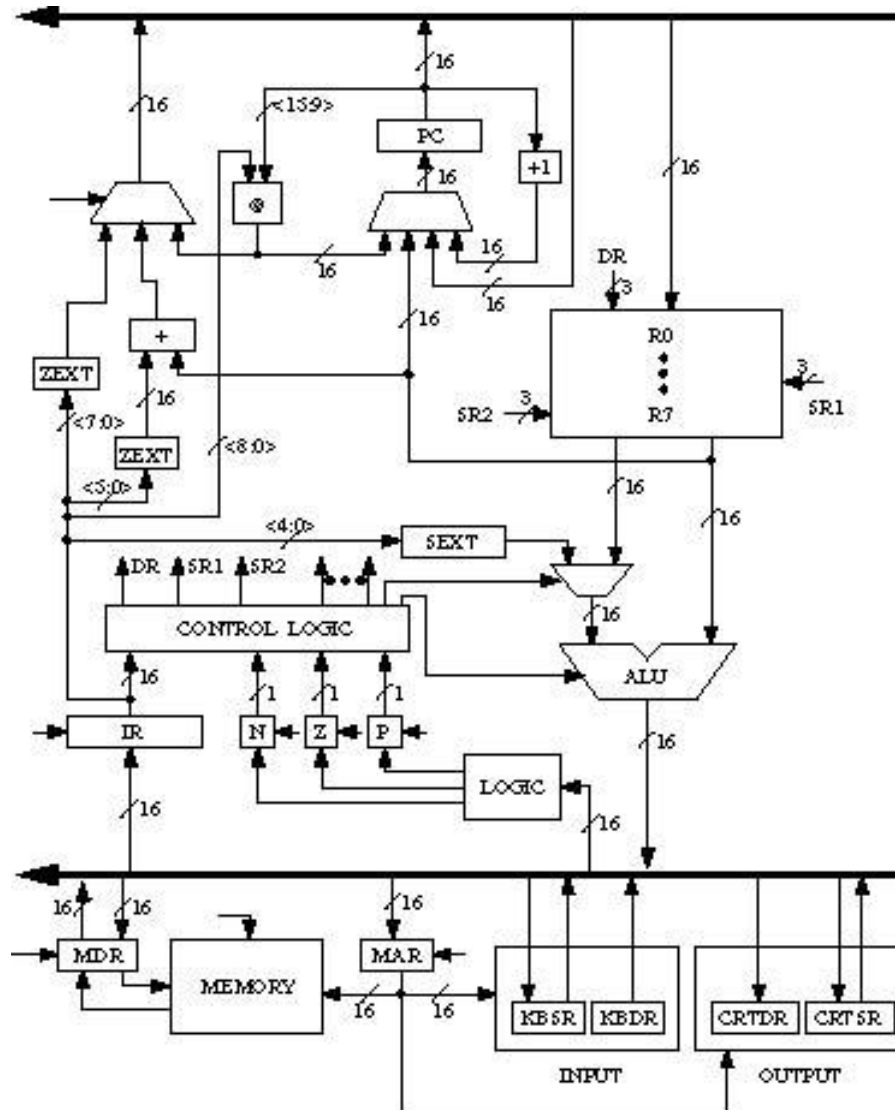 16
16
<15:9>
PC
+1
16
16
16
@
16
16
16
DR
3
16
R0
R7
3
SR1
SR2
3
+
ZEXT
16
<7:0>
ZEXT
<8:0>
<5:0>
16
16
<4:0>
SEXT
DR
SR1
SR2
16
CONTROL LOGIC
16
1
1
1
ALU
IR
N
Z
P
16
LOGIC
16
16
16
16
16
MDR
MEMORY
MAR
16
16
KBSR
KBDR
CRTDR
CRTSR
INPUT
OUTPUT